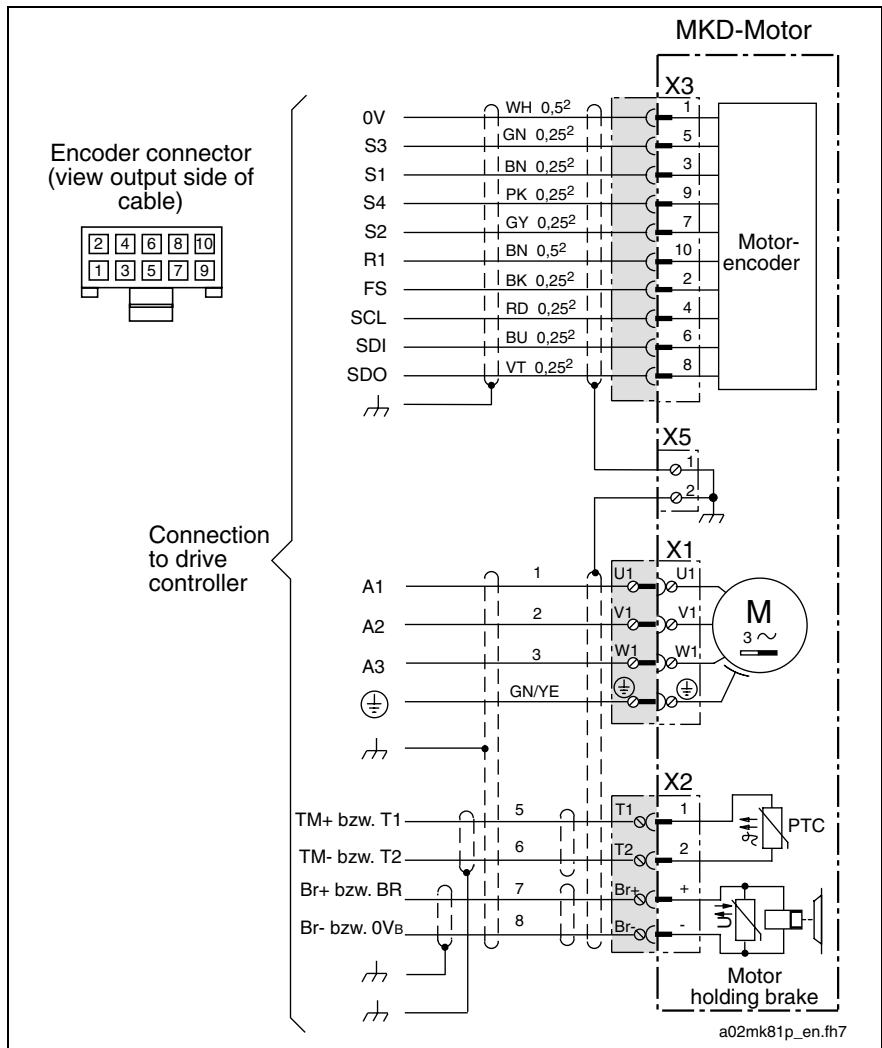 MKD-Motor
X3
0V WH 0,5² 1
S3 GN 0,25² 5
S1 BN 0,25² 3
S4 PK 0,25² 9
S2 GY 0,25² 7
R1 BN 0,5² 10
FS BK 0,25² 2
SCL RD 0,25² 4
SDI BU 0,25² 6
SDO VT 0,25² 8
Motor-
encoder
Encoder connector
(view output side of
cable)
2 4 6 8 10
1 3 5 7 9
X5
1
2
Connection
to drive
controller
X1
A1 1 U1 U1
A2 2 V1 V1
A3 3 W1 W1
GN/YE
M
3 ~
X2
TM+ bzw. T1 5 T1 1
TM- bzw. T2 6 T2 2
PTC
Br+ bzw. BR 7 Br+ +
Br- bzw. 0VB 8 Br- -
U
Motor
holding brake
a02mk81p_en.fh7